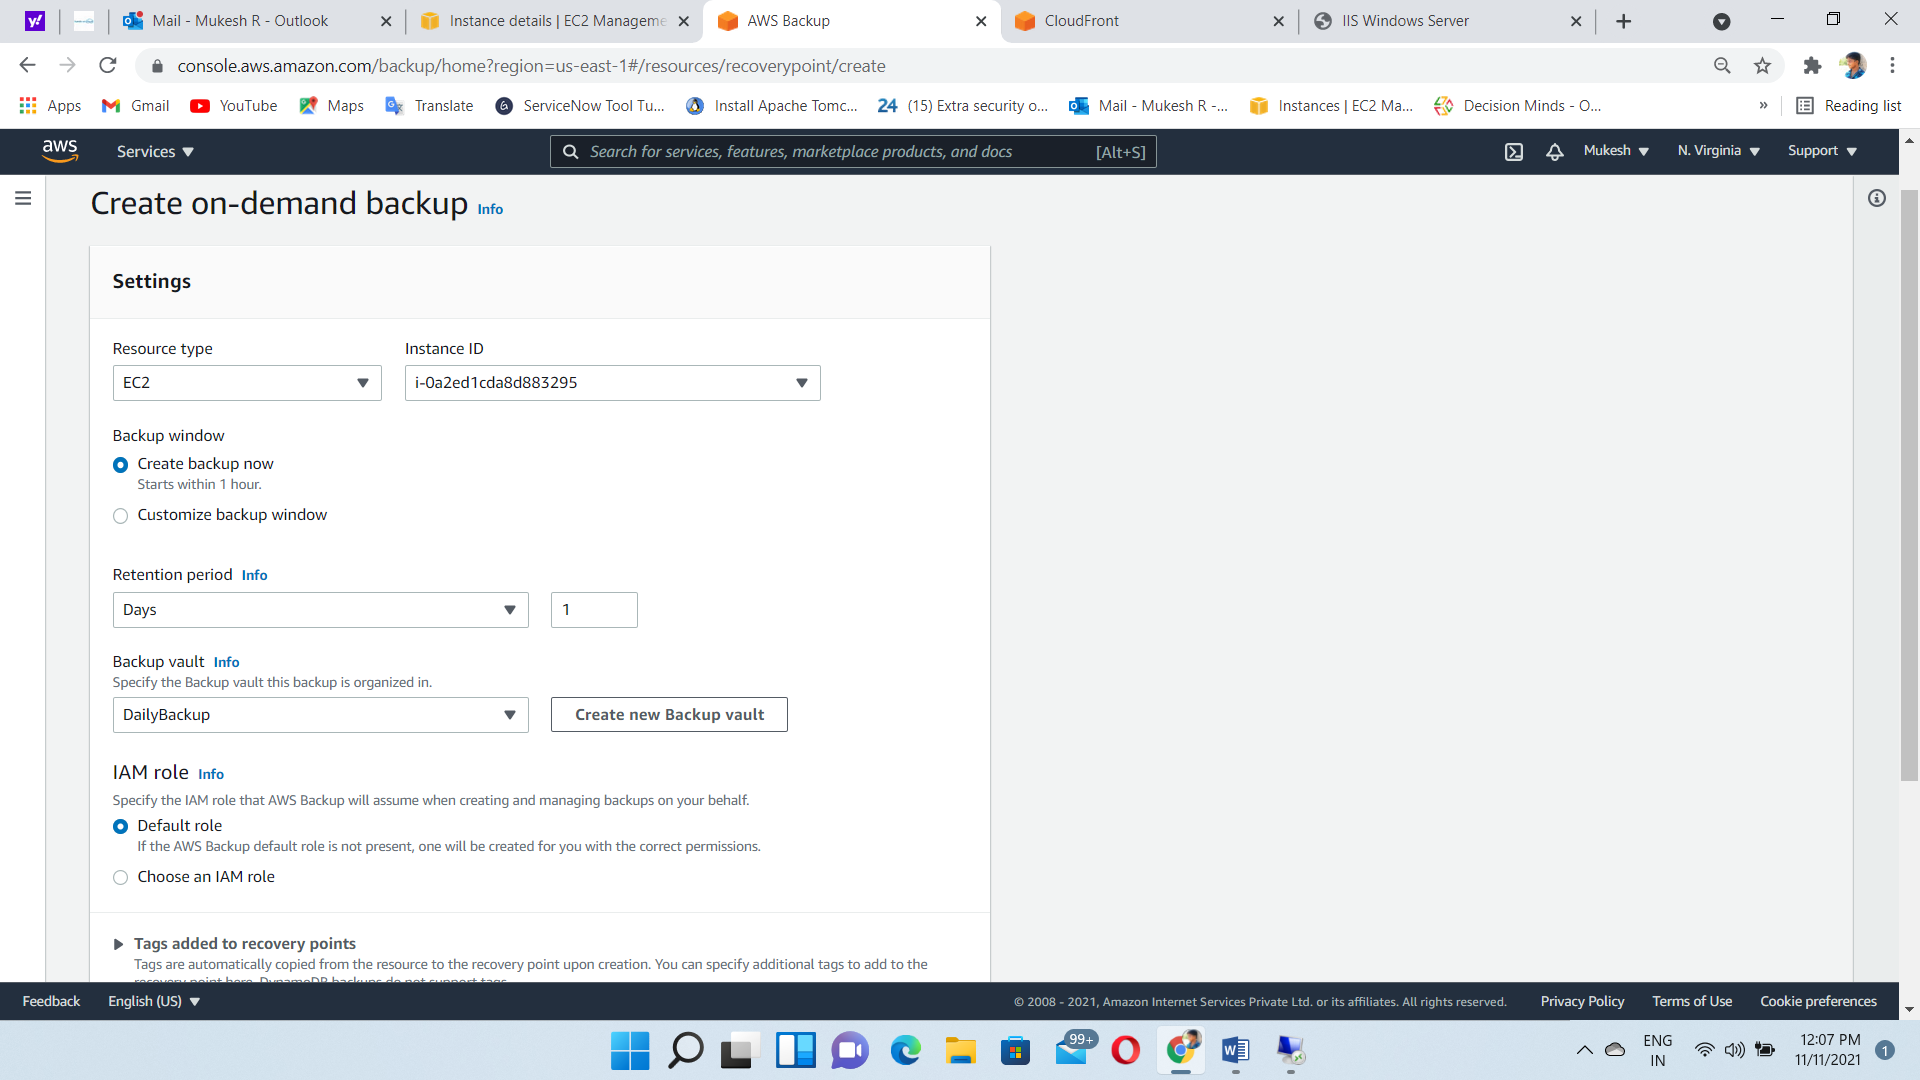 Mail - Mukesh R - Outlook
Instance details | EC2 Manageme
AWS Backup
CloudFront
IIS Windows Server
console.aws.amazon.com/backup/home?region=us-east-1#/resources/recoverypoint/create
Apps
Gmail
YouTube
Maps
Translate
ServiceNow Tool Tu...
Install Apache Tomc...
24 (15) Extra security o...
Mail - Mukesh R -...
Instances | EC2 Ma...
Decision Minds - O...
»
Reading list
aws
Services
Search for services, features, marketplace products, and docs [Alt+S]
Mukesh
N. Virginia
Support
Create on-demand backup Info
Settings
Resource type
Instance ID
EC2
i-0a2ed1cda8d883295
Backup window
Create backup now
Starts within 1 hour.
Customize backup window
Retention period Info
Days
1
Backup vault Info
Specify the Backup vault this backup is organized in.
DailyBackup
Create new Backup vault
IAM role Info
Specify the IAM role that AWS Backup will assume when creating and managing backups on your behalf.
Default role
If the AWS Backup default role is not present, one will be created for you with the correct permissions.
Choose an IAM role
Tags added to recovery points
Tags are automatically copied from the resource to the recovery point upon creation. You can specify additional tags to add to the
recovery point here. DynamoDB backups do not support tags.
Feedback
English (US)
© 2008 - 2021, Amazon Internet Services Private Ltd. or its affiliates. All rights reserved.
Privacy Policy
Terms of Use
Cookie preferences
99+
ENG
IN
12:07 PM
11/11/2021
1